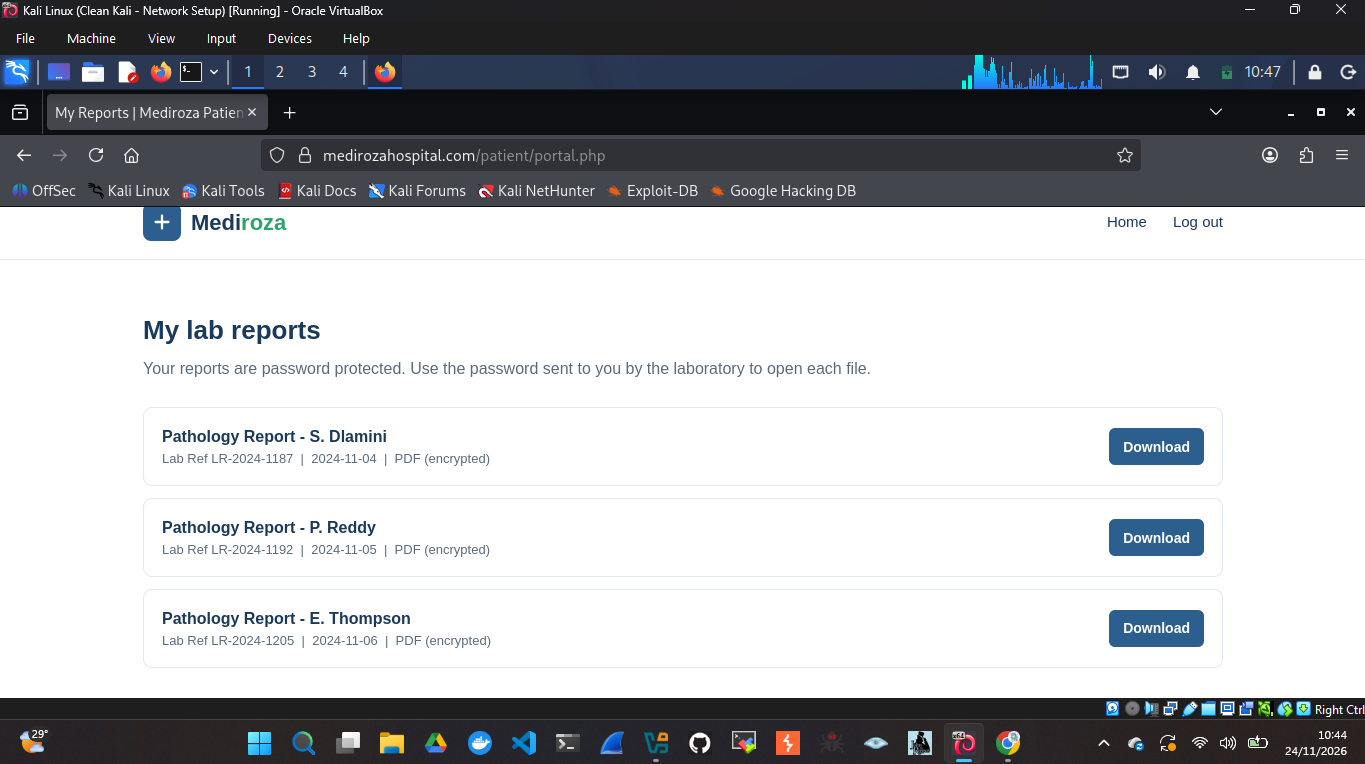 Kali Linux (Clean Kali - Network Setup) [Running] - Oracle VirtualBox
File Machine View Input Devices Help
1 2 3 4 10:47
My Reports | Mediroza Patien
medirozahospital.com/patient/portal.php
OffSec Kali Linux Kali Tools Kali Docs Kali Forums Kali NetHunter Exploit-DB Google Hacking DB
Mediroza Home Log out
My lab reports
Your reports are password protected. Use the password sent to you by the laboratory to open each file.
Pathology Report - S. Dlamini
Lab Ref LR-2024-1187 | 2024-11-04 | PDF (encrypted)
Download
Pathology Report - P. Reddy
Lab Ref LR-2024-1192 | 2024-11-05 | PDF (encrypted)
Download
Pathology Report - E. Thompson
Lab Ref LR-2024-1205 | 2024-11-06 | PDF (encrypted)
Download
Right Ctrl
29°
10:44
24/11/2026